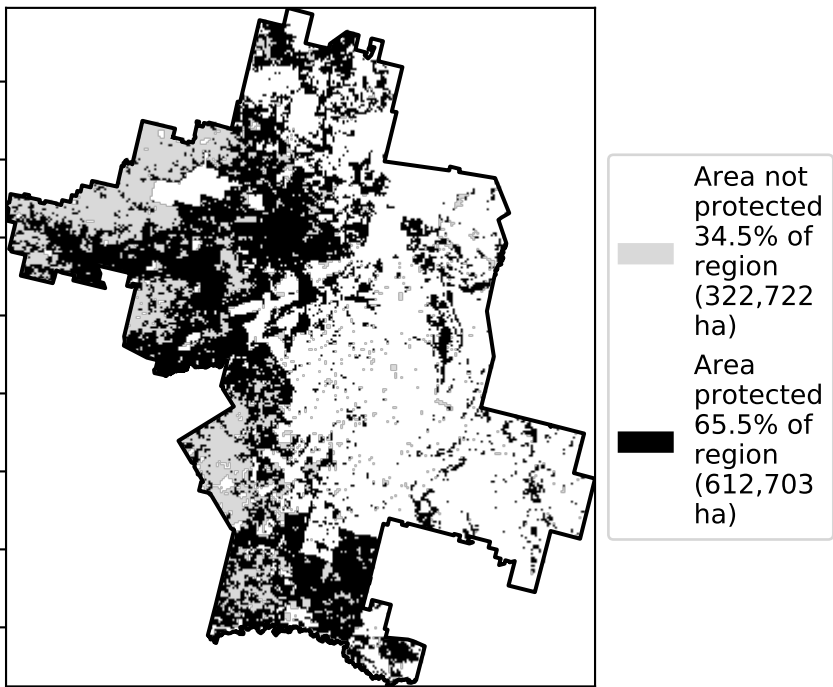 Area not
protected
34.5% of
region
(322,722
ha)
Area
protected
65.5% of
region
(612,703
ha)